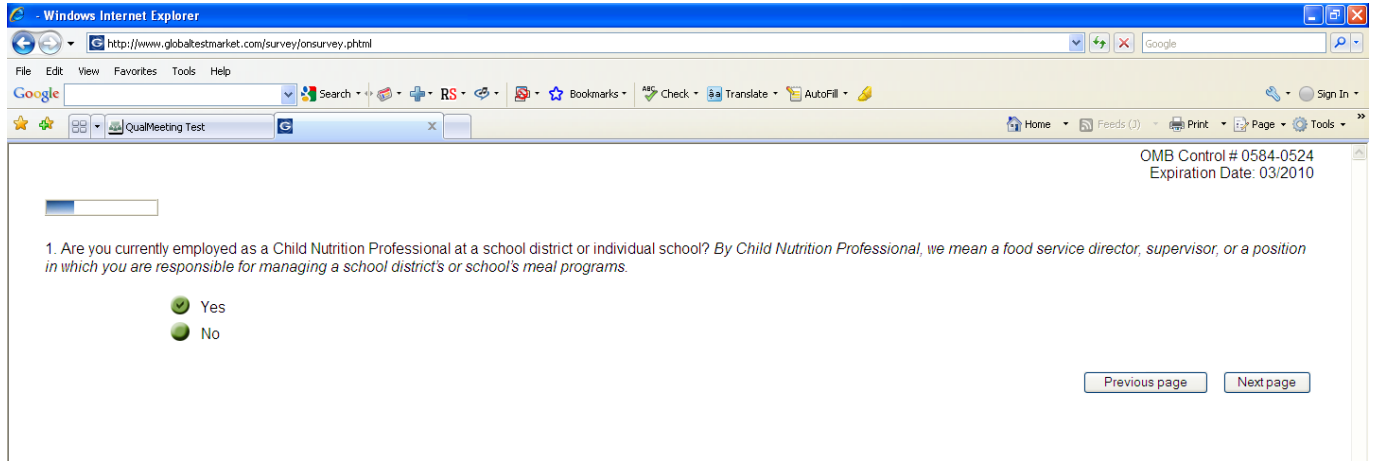 - Windows Internet Explorer
http://www.globaltestmarket.com/survey/onsurvey.phtml
Google
File Edit View Favorites Tools Help
Google Search RS Bookmarks ABC Check aa Translate AutoFill Sign In
QualMeeting Test G X Home Feeds (J) Print Page Tools »
OMB Control # 0584-0524
Expiration Date: 03/2010
1. Are you currently employed as a Child Nutrition Professional at a school district or individual school? By Child Nutrition Professional, we mean a food service director, supervisor, or a position
in which you are responsible for managing a school district's or school's meal programs.
Yes
No
Previous page Next page